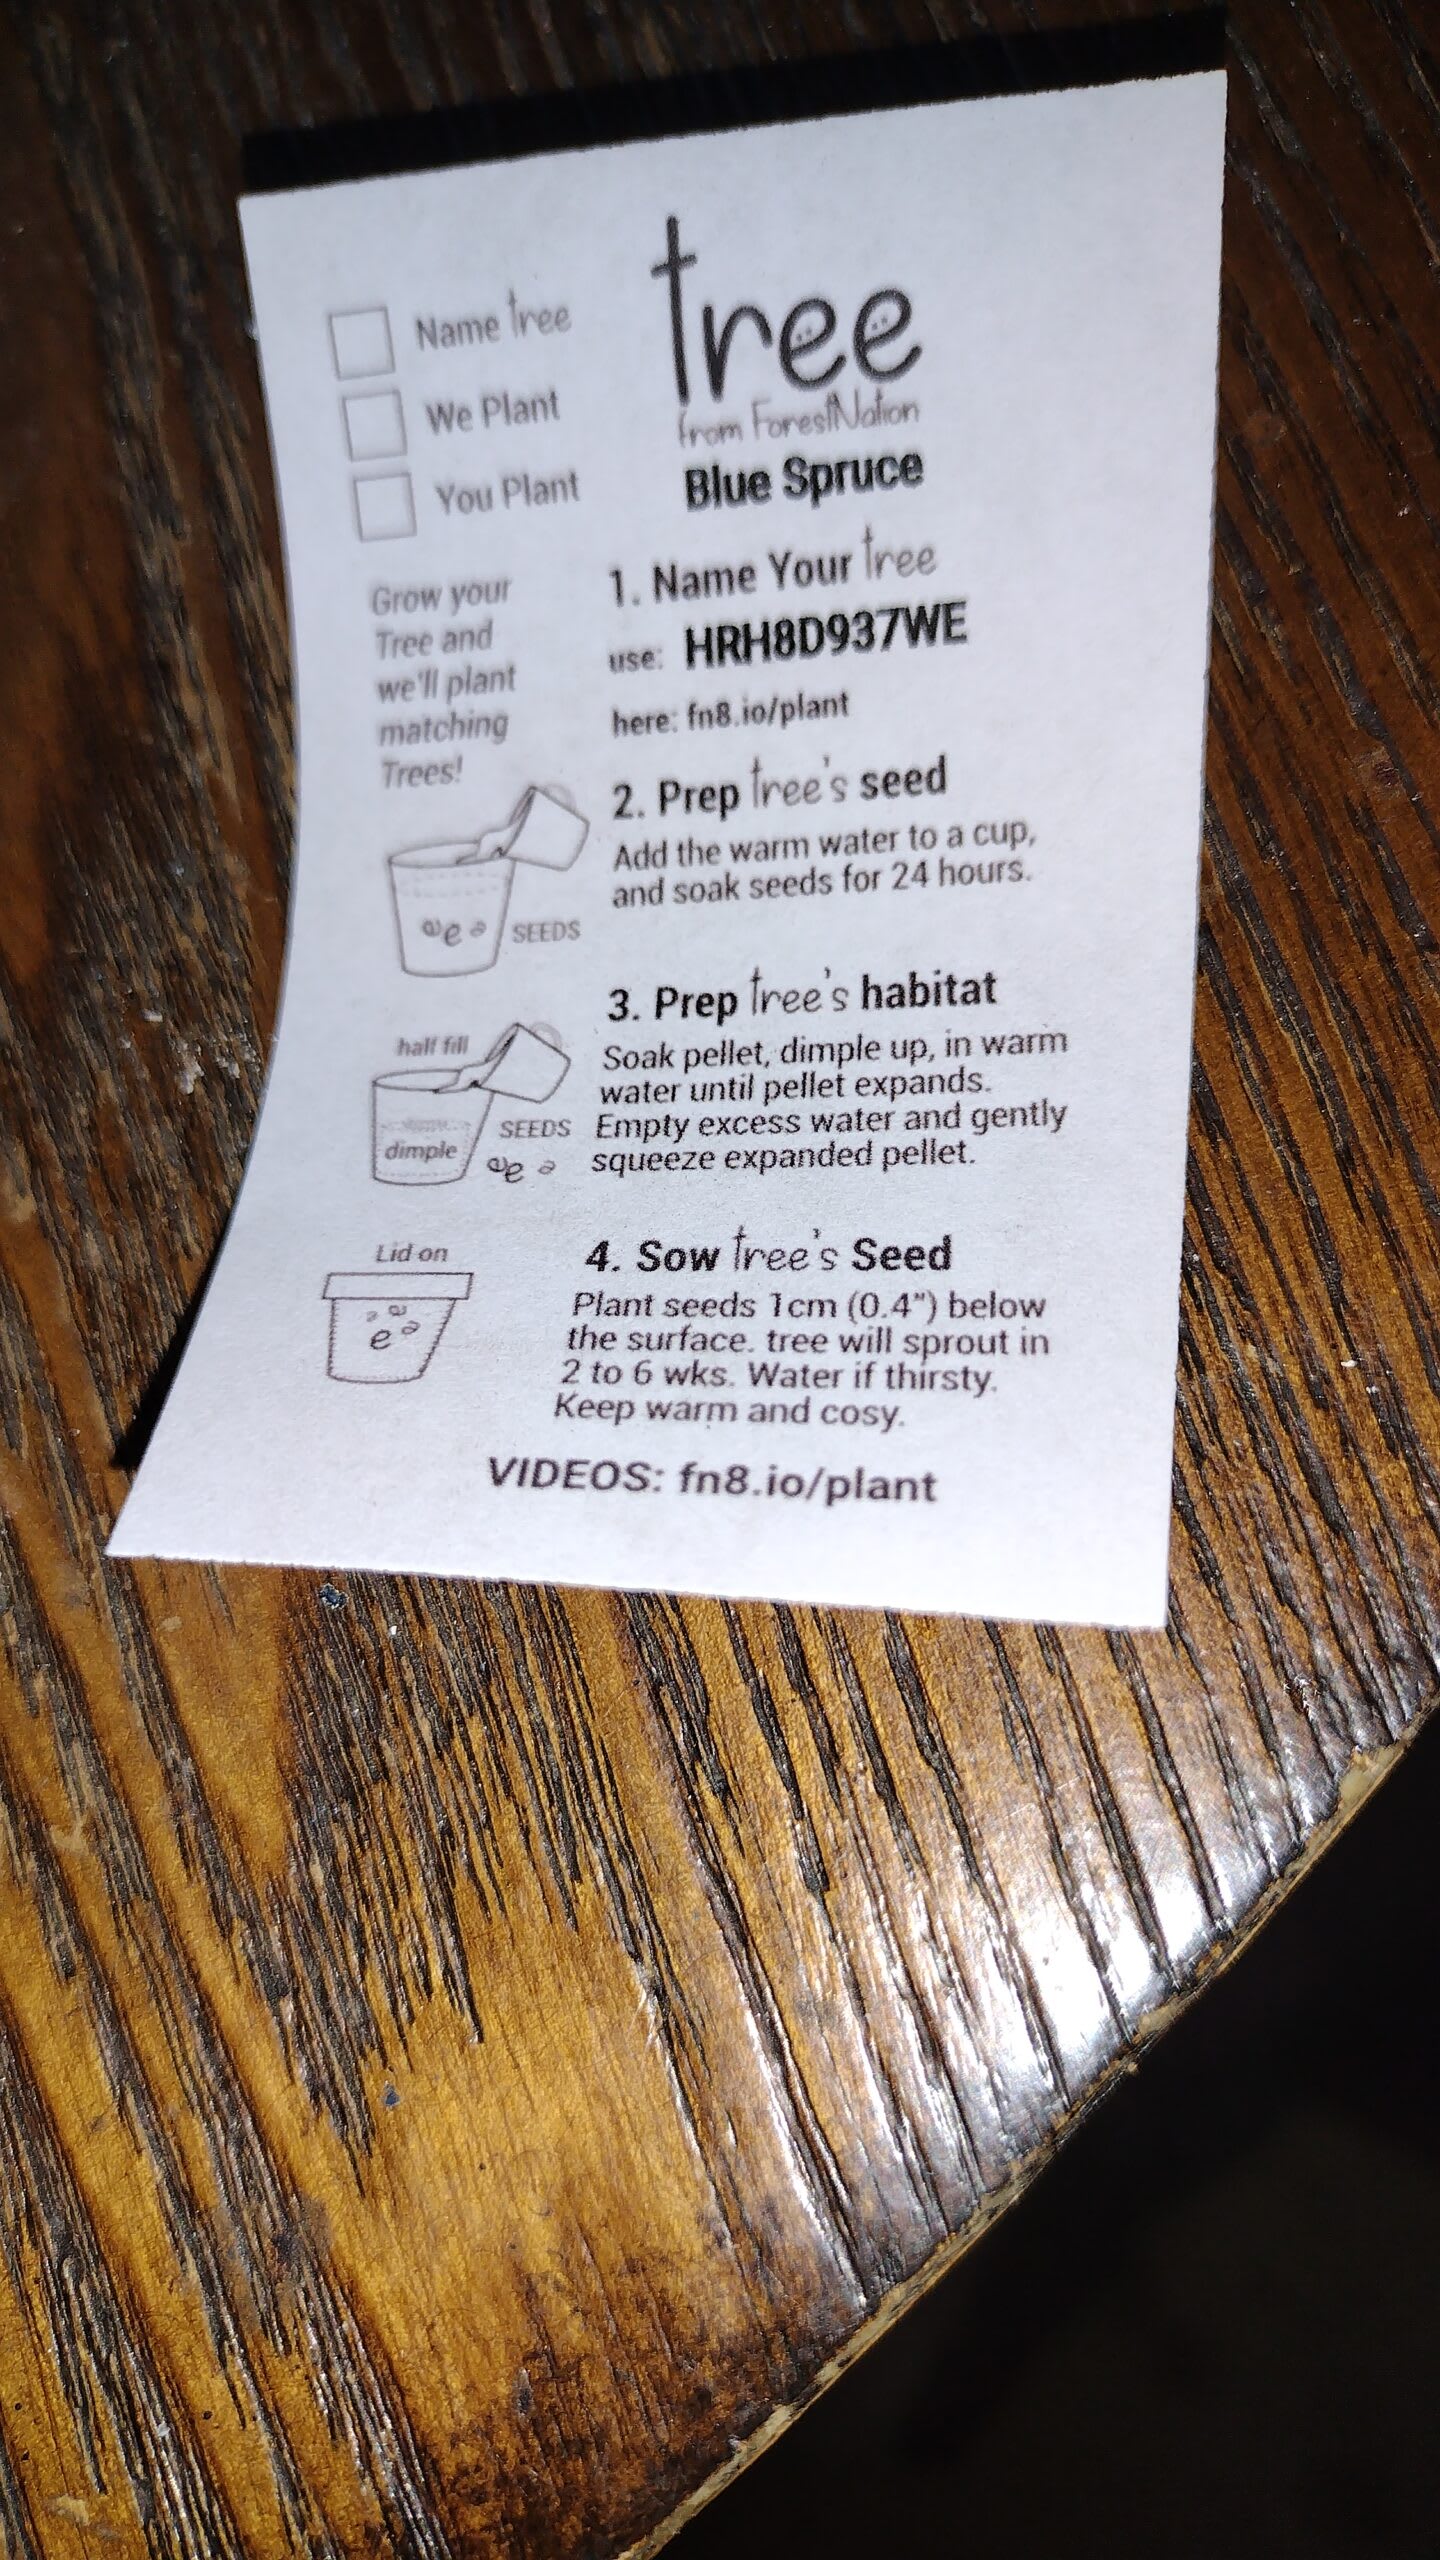 tree
from ForestNation
Blue Spruce
Name tree
We Plant
You Plant
Grow your
Tree and
we'll plant
matching
Trees!
1. Name Your tree
use: HRH8D937WE
here: fn8.io/plant
2. Prep tree's seed
Add the warm water to a cup,
and soak seeds for 24 hours.
SEEDS
3. Prep tree's habitat
Soak pellet, dimple up, in warm
water until pellet expands.
Empty excess water and gently
squeeze expanded pellet.
half fill
dimple
SEEDS
4. Sow tree's Seed
Plant seeds 1cm (0.4") below
the surface. tree will sprout in
2 to 6 wks. Water if thirsty.
Keep warm and cosy.
Lid on
VIDEOS: fn8.io/plant